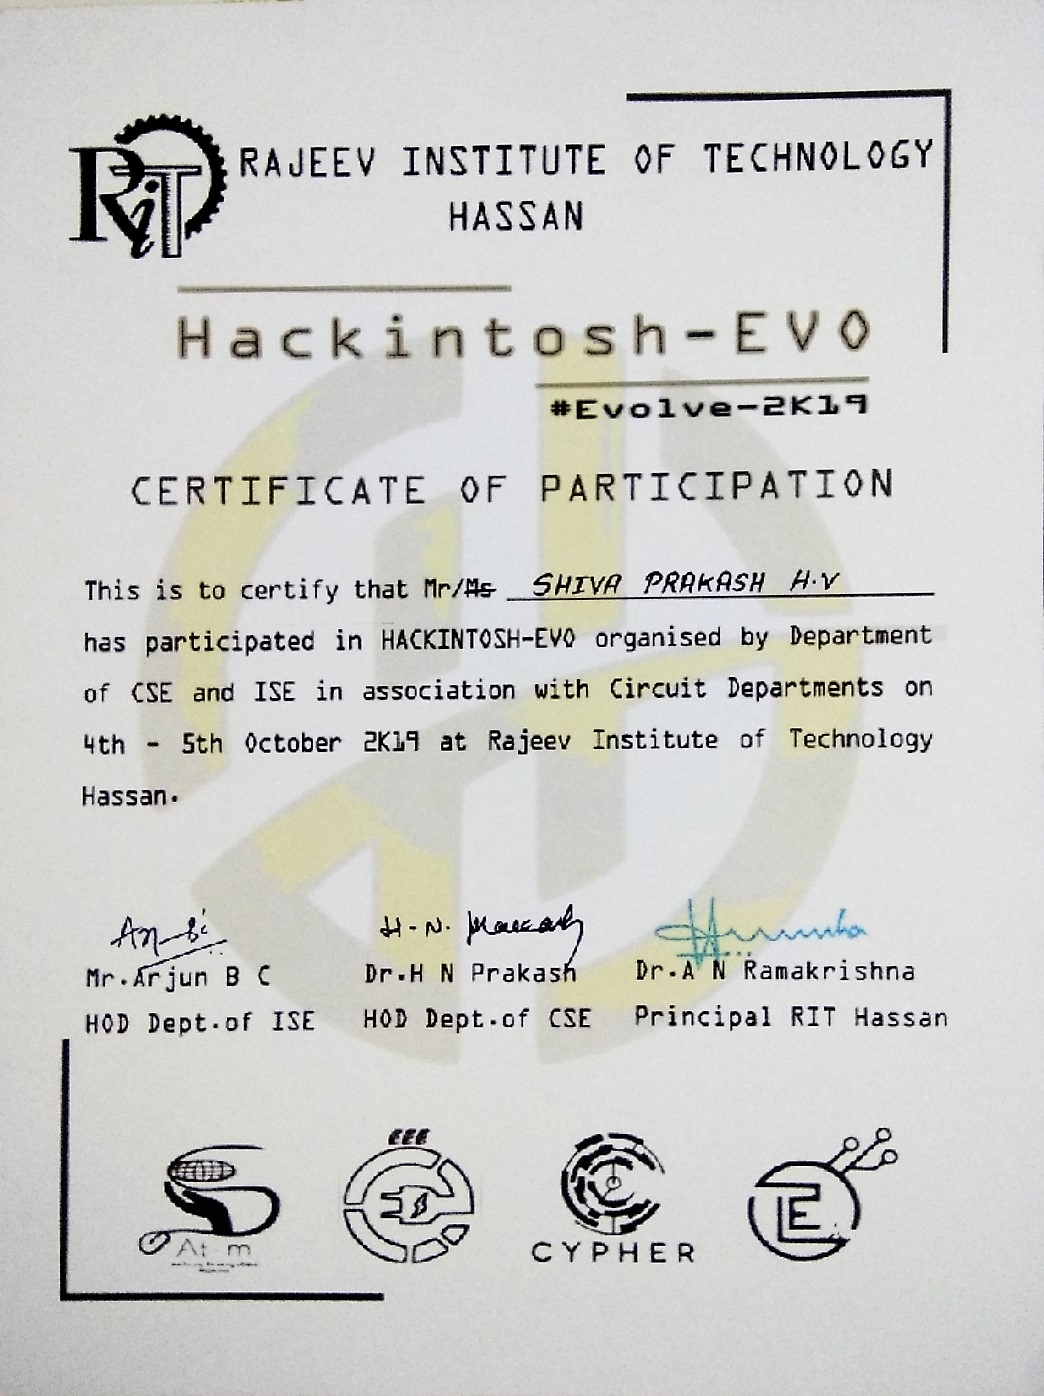 RiT RAJEEV INSTITUTE OF TECHNOLOGY
HASSAN
Hackintosh-EVO
#Evolve-2K19
CERTIFICATE OF PARTICIPATION
This is to certify that Mr/Ms SHIVA PRAKASH H.V
has participated in HACKINTOSH-EVO organised by Department
of CSE and ISE in association with Circuit Departments on
4th - 5th October 2K19 at Rajeev Institute of Technology
Hassan.
H.N. Prakash
Mr.Arjun B C Dr.H N Prakash Dr.A N Ramakrishna
HOD Dept.of ISE HOD Dept.of CSE Principal RIT Hassan
EEE
At m
CYPHER